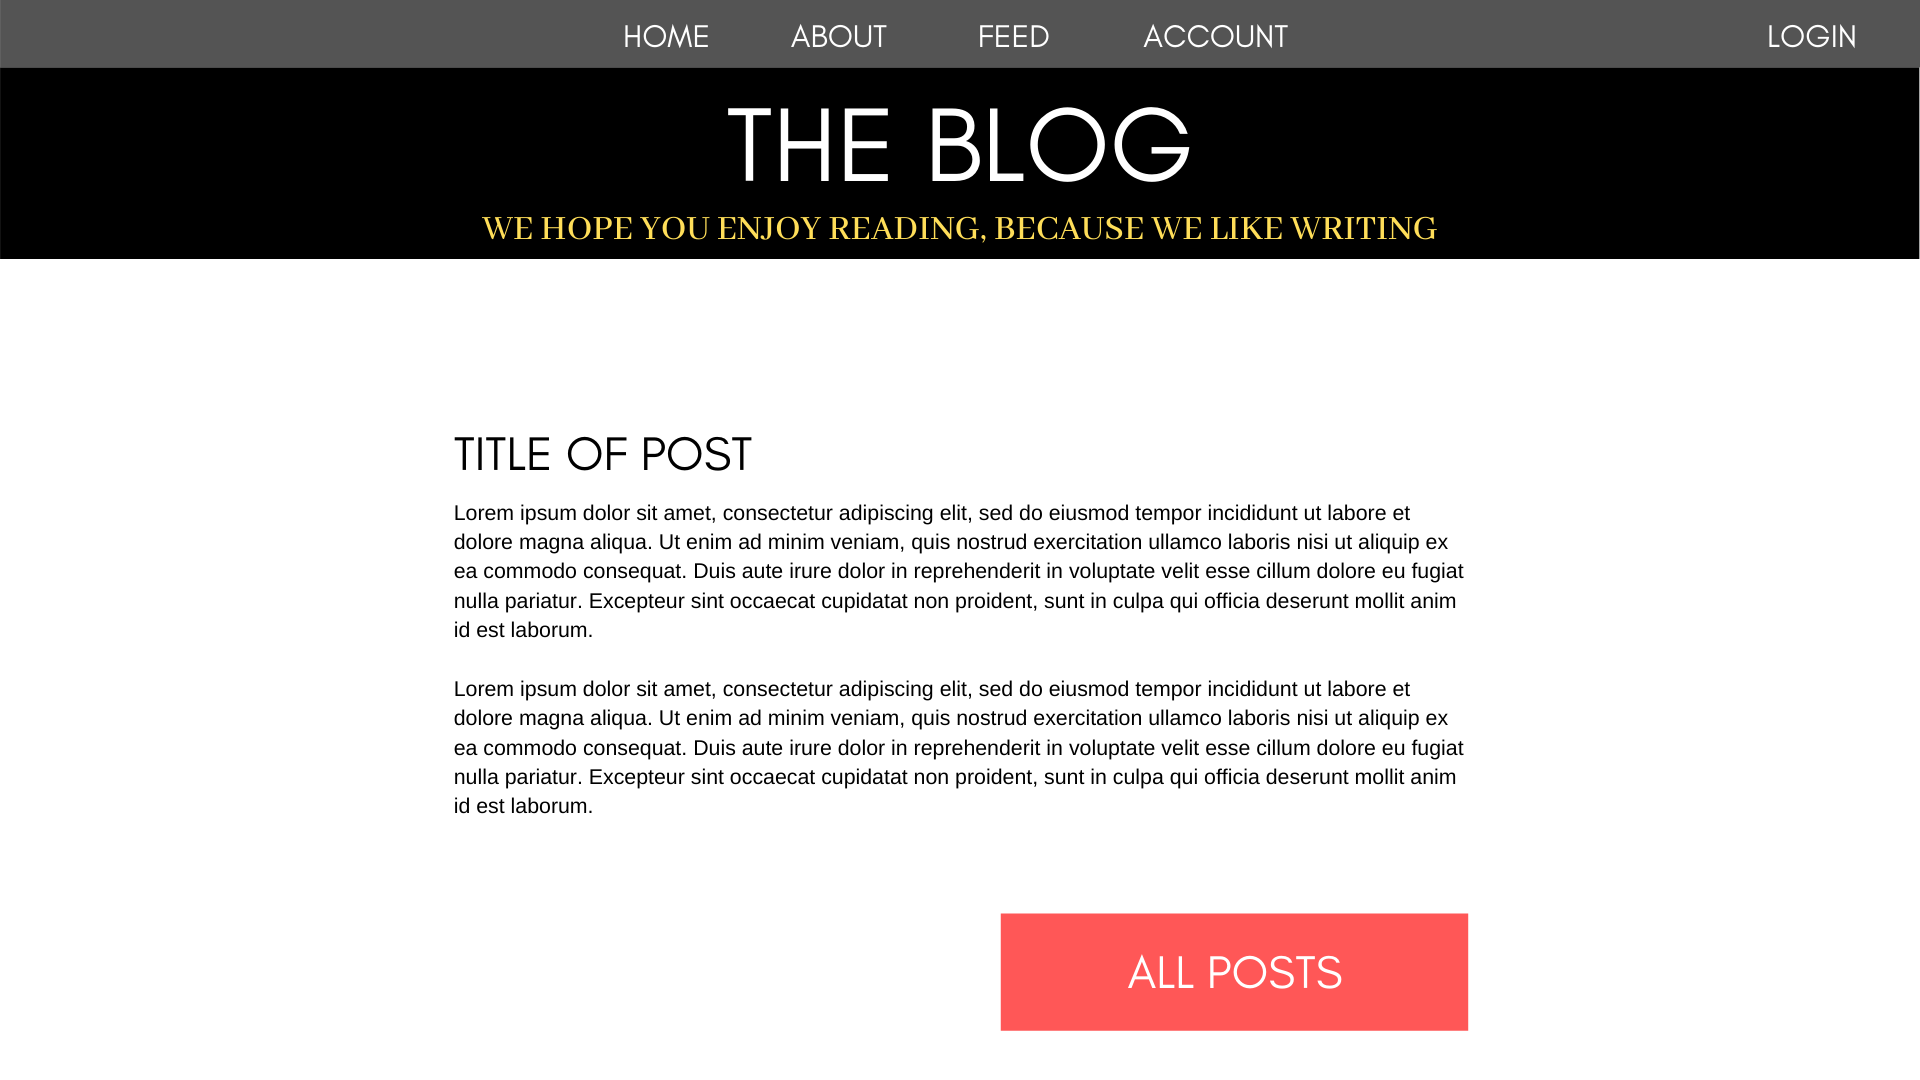 HOME ABOUT FEED ACCOUNT LOGIN
THE BLOG
WE HOPE YOU ENJOY READING, BECAUSE WE LIKE WRITING
TITLE OF POST
Lorem ipsum dolor sit amet, consectetur adipiscing elit, sed do eiusmod tempor incididunt ut labore et
dolore magna aliqua. Ut enim ad minim veniam, quis nostrud exercitation ullamco laboris nisi ut aliquip ex
ea commodo consequat. Duis aute irure dolor in reprehenderit in voluptate velit esse cillum dolore eu fugiat
nulla pariatur. Excepteur sint occaecat cupidatat non proident, sunt in culpa qui officia deserunt mollit anim
id est laborum.
Lorem ipsum dolor sit amet, consectetur adipiscing elit, sed do eiusmod tempor incididunt ut labore et
dolore magna aliqua. Ut enim ad minim veniam, quis nostrud exercitation ullamco laboris nisi ut aliquip ex
ea commodo consequat. Duis aute irure dolor in reprehenderit in voluptate velit esse cillum dolore eu fugiat
nulla pariatur. Excepteur sint occaecat cupidatat non proident, sunt in culpa qui officia deserunt mollit anim
id est laborum.
ALL POSTS